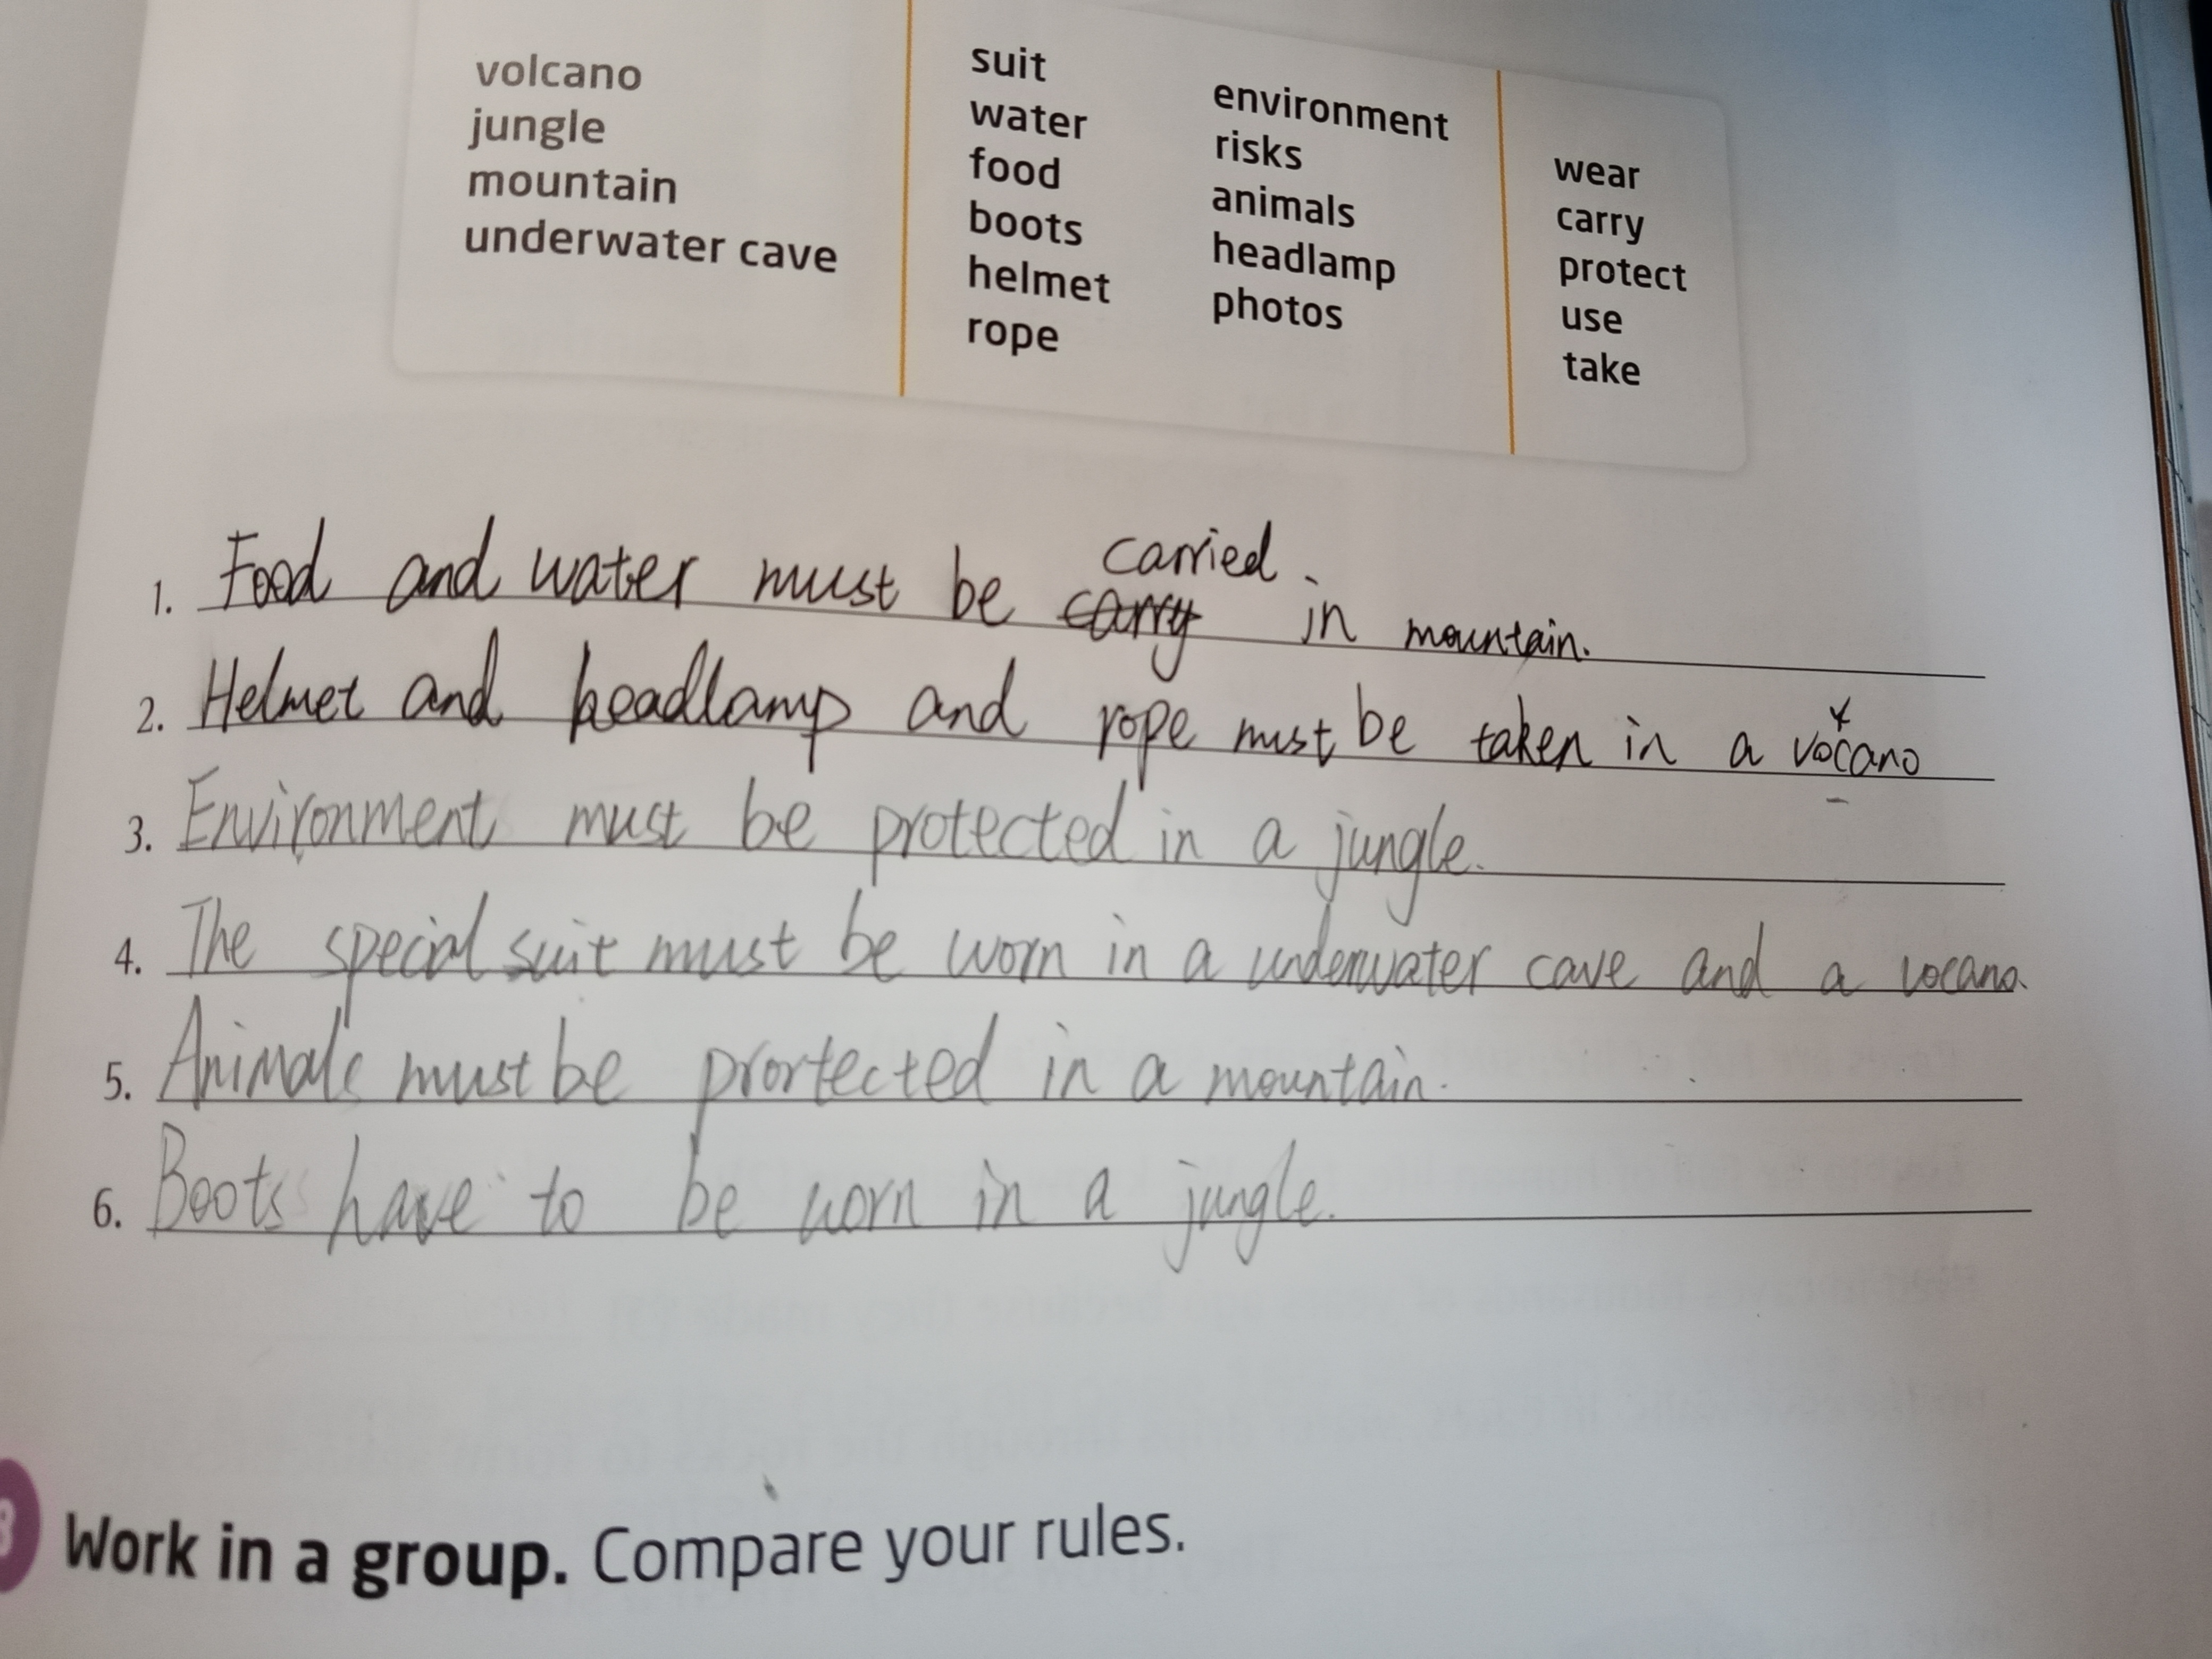 volcano
jungle
mountain
underwater cave
suit
water
food
boots
helmet
rope
environment
risks
animals
headlamp
photos
wear
carry
protect
use
take
carried.
1. Food and water must be carry in mountain.
2. Helmet and headlamp and rope must be taken in a vocano
3. Environment must be protected in a jungle.
4. The special suit must be worn in a underwater cave and a vocano.
5. Animals must be prortected in a mountain.
6. Boots have to be worn in a jungle.
Work in a group. Compare your rules.